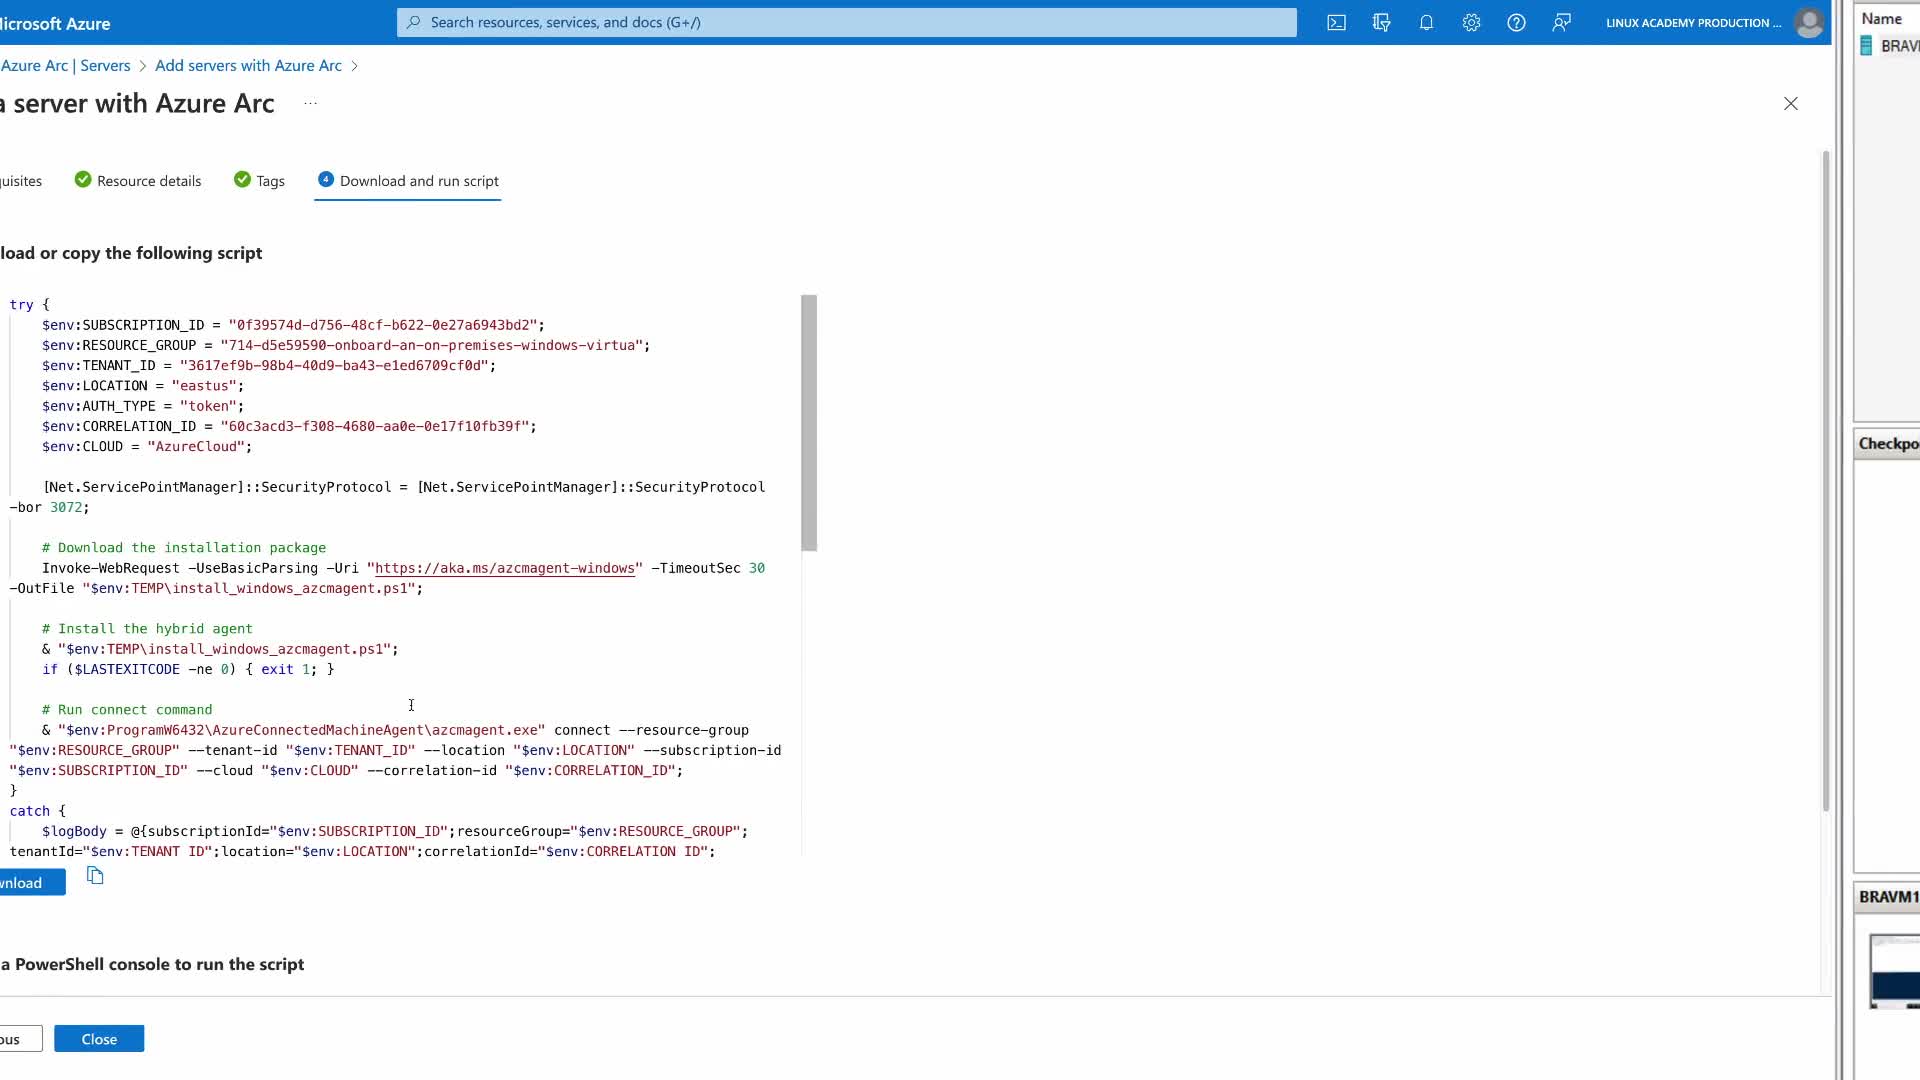 Microsoft Azure
Search resources, services, and docs (G+/)
LINUX ACADEMY PRODUCTION ...
Azure Arc | Servers > Add servers with Azure Arc >
a server with Azure Arc ...
uisites
Resource details
Tags
4 Download and run script
load or copy the following script
try {
$env:SUBSCRIPTION_ID = "0f39574d-d756-48cf-b622-0e27a6943bd2";
$env:RESOURCE_GROUP = "714-d5e59590-onboard-an-on-premises-windows-virtua";
$env:TENANT_ID = "3617ef9b-98b4-40d9-ba43-e1ed6709cf0d";
$env:LOCATION = "eastus";
$env:AUTH_TYPE = "token";
$env:CORRELATION_ID = "60c3acd3-f308-4680-aa0e-0e17f10fb39f";
$env:CLOUD = "AzureCloud";
[Net.ServicePointManager]::SecurityProtocol = [Net.ServicePointManager]::SecurityProtocol
-bor 3072;
# Download the installation package
Invoke-WebRequest -UseBasicParsing -Uri "https://aka.ms/azcmagent-windows" -TimeoutSec 30
-OutFile "$env:TEMP\install_windows_azcmagent.ps1";
# Install the hybrid agent
& "$env:TEMP\install_windows_azcmagent.ps1";
if ($LASTEXITCODE -ne 0) { exit 1; }
# Run connect command
& "$env:ProgramW6432\AzureConnectedMachineAgent\azcmagent.exe" connect --resource-group
"$env:RESOURCE_GROUP" --tenant-id "$env:TENANT_ID" --location "$env:LOCATION" --subscription-id
"$env:SUBSCRIPTION_ID" --cloud "$env:CLOUD" --correlation-id "$env:CORRELATION_ID";
}
catch {
$logBody = @{subscriptionId="$env:SUBSCRIPTION_ID";resourceGroup="$env:RESOURCE_GROUP";
tenantId="$env:TENANT_ID";location="$env:LOCATION";correlationId="$env:CORRELATION_ID";
wnload
a PowerShell console to run the script
ous
Close
Name
BRAVM
Checkpo
BRAVM1